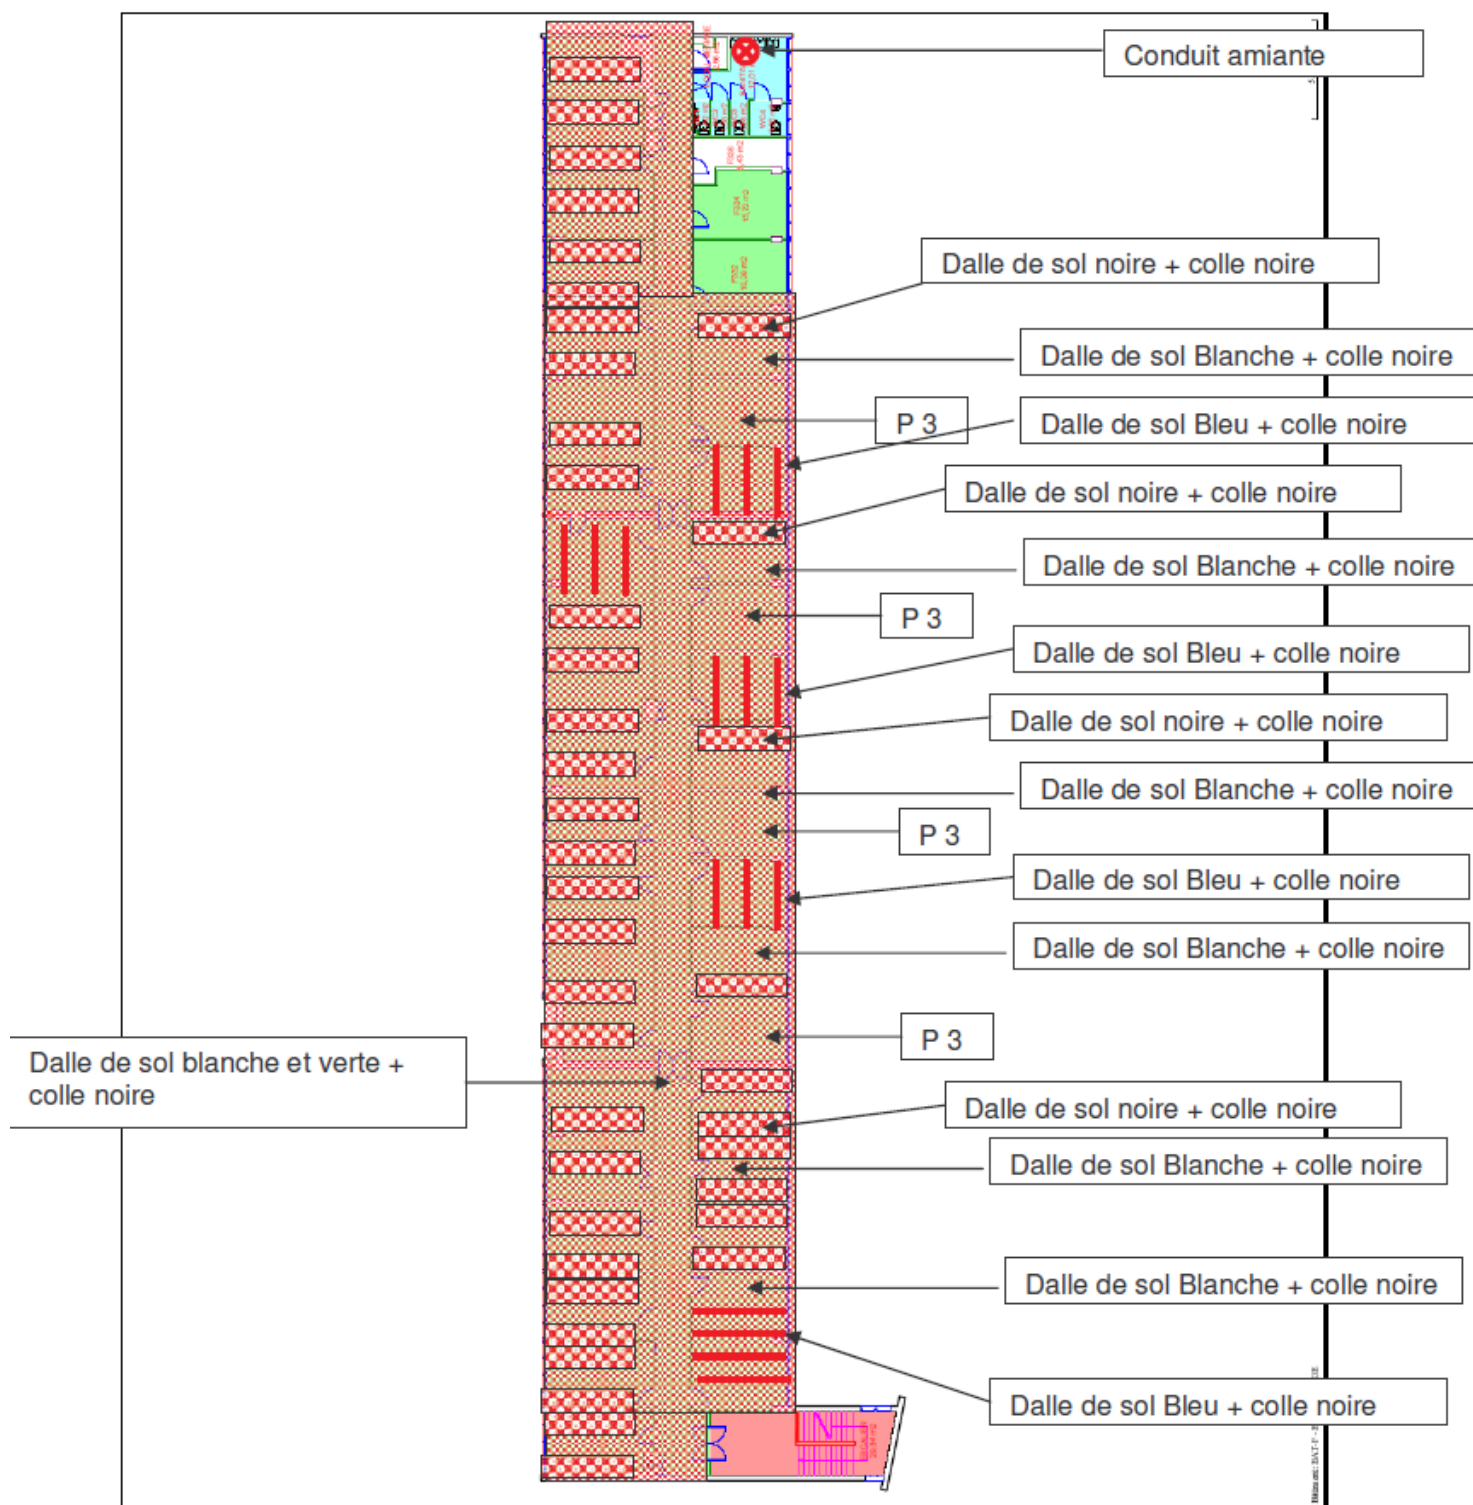 Conduit amiante
Dalle de sol noire + colle noire
Dalle de sol Blanche + colle noire
P 3
Dalle de sol Bleu + colle noire
Dalle de sol noire + colle noire
Dalle de sol Blanche + colle noire
P 3
Dalle de sol Bleu + colle noire
Dalle de sol noire + colle noire
Dalle de sol Blanche + colle noire
P 3
Dalle de sol Bleu + colle noire
Dalle de sol Blanche + colle noire
P 3
Dalle de sol blanche et verte +
colle noire
Dalle de sol noire + colle noire
Dalle de sol Blanche + colle noire
Dalle de sol Blanche + colle noire
Dalle de sol Bleu + colle noire
ESCALIER